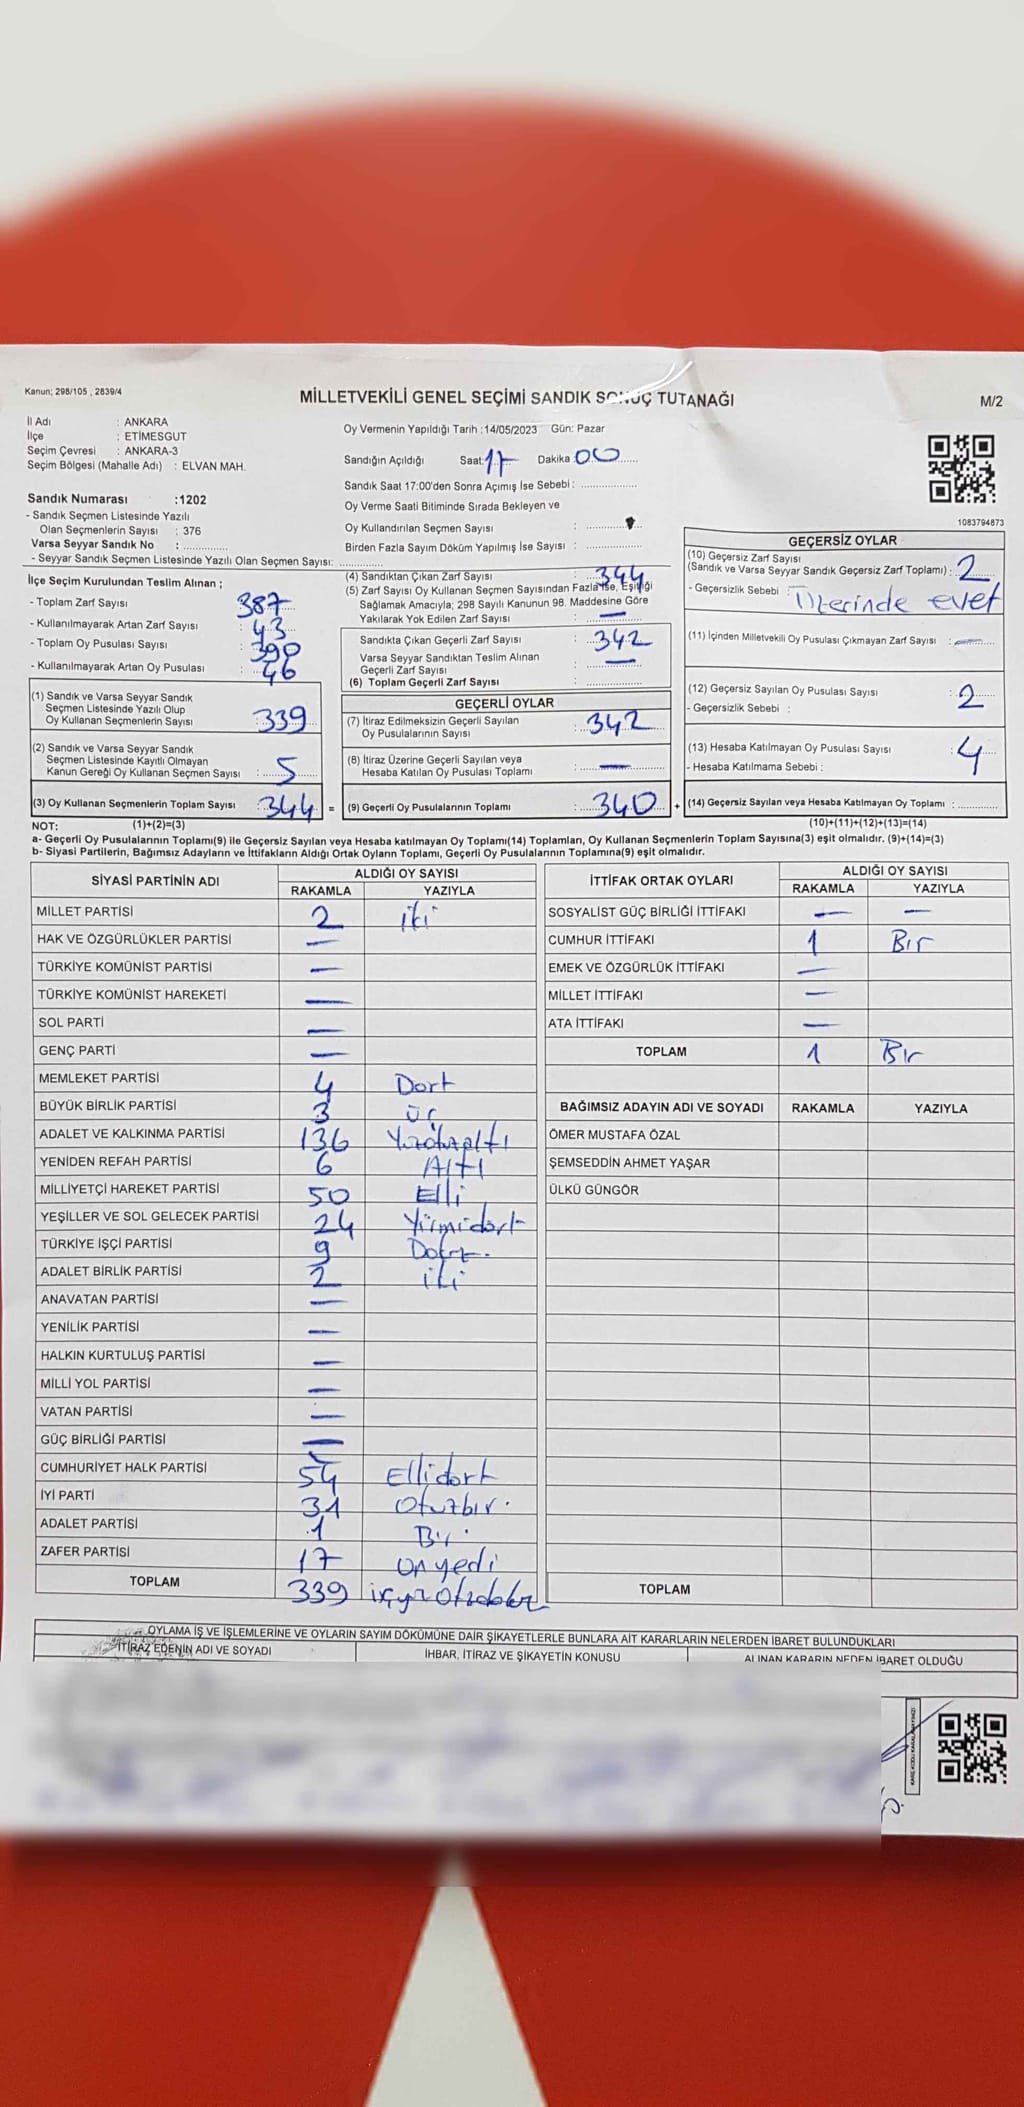 Kanun; 298/105 , 2839/4
MİLLETVEKİLİ GENEL SEÇİMİ SANDIK SONUÇ TUTANAĞI
M/2
İl Adı : ANKARA
İlçe : ETİMESGUT
Seçim Çevresi : ANKARA-3
Seçim Bölgesi (Mahalle Adı) : ELVAN MAH.
Sandık Numarası :1202
- Sandık Seçmen Listesinde Yazılı
Olan Seçmenlerin Sayısı : 376
Varsa Seyyar Sandık No :
- Seyyar Sandık Seçmen Listesinde Yazılı Olan Seçmen Sayısı:
Oy Vermenin Yapıldığı Tarih :14/05/2023 Gün: Pazar
Sandığın Açıldığı Saat: 17 Dakika: 00
Sandık Saat 17:00'den Sonra Açımış İse Sebebi :
Oy Verme Saati Bitiminde Sırada Bekleyen ve
Oy Kullandırılan Seçmen Sayısı :
Birden Fazla Sayım Döküm Yapılmış İse Sayısı :
1083794873
İlçe Seçim Kurulundan Teslim Alınan ;
- Toplam Zarf Sayısı : 387
- Kullanılmayarak Artan Zarf Sayısı : 43
- Toplam Oy Pusulası : 390
- Kullanılmayarak Artan Oy Pusulası : 46
(1) Sandık ve Varsa Seyyar Sandık
Seçmen Listesinde Yazılı Olup
Oy Kullanan Seçmenlerin Sayısı : 339
(2) Sandık ve Varsa Seyyar Sandık
Seçmen Listesinde Kayıtlı Olmayan
Kanun Gereği Oy Kullanan Seçmen Sayısı : 5
(3) Oy Kullanan Seçmenlerin Toplam Sayısı : 344 =
(4) Sandıktan Çıkan Zarf Sayısı : 344
(5) Zarf Sayısı Oy Kullanan Seçmen Sayısından Fazla İse, Eşitliği
Sağlamak Amacıyla; 298 Sayılı Kanunun 98. Maddesine Göre
Yakılarak Yok Edilen Zarf Sayısı : —
Sandıkta Çıkan Geçerli Zarf Sayısı : 342
Varsa Seyyar Sandıktan Teslim Alınan
Geçerli Zarf Sayısı : —
(6) Toplam Geçerli Zarf Sayısı :
GEÇERLİ OYLAR
(7) İtiraz Edilmeksizin Geçerli Sayılan
Oy Pusulalarının Sayısı : 342
(8) İtiraz Üzerine Geçerli Sayılan veya
Hesaba Katılan Oy Pusulası Toplamı : —
(9) Geçerli Oy Pusulalarının Toplamı : 340 +
GEÇERSİZ OYLAR
(10) Geçersiz Zarf Sayısı
(Sandık ve Varsa Seyyar Sandık Geçersiz Zarf Toplamı) : 2
- Geçersizlik Sebebi : Üzerinde evet
(11) İçinden Milletvekili Oy Pusulası Çıkmayan Zarf Sayısı : —
(12) Geçersiz Sayılan Oy Pusulası Sayısı : 2
- Geçersizlik Sebebi :
(13) Hesaba Katılmayan Oy Pusulası Sayısı : 4
- Hesaba Katılmama Sebebi :
(14) Geçersiz Sayılan veya Hesaba Katılmayan Oy Toplamı :
NOT: (1)+(2)=(3) (10)+(11)+(12)+(13)=(14)
a- Geçerli Oy Pusulalarının Toplamı(9) ile Geçersiz Sayılan veya Hesaba katılmayan Oy Toplamı(14) Toplamları, Oy Kullanan Seçmenlerin Toplam Sayısına(3) eşit olmalıdır. (9)+(14)=(3)
b- Siyasi Partilerin, Bağımsız Adayların ve İttifakların Aldığı Ortak Oyların Toplamı, Geçerli Oy Pusulalarının Toplamına(9) eşit olmalıdır.
SİYASİ PARTİNİN ADI ALDIĞI OY SAYISI
RAKAMLA YAZIYLA
MİLLET PARTİSİ 2 iki
HAK VE ÖZGÜRLÜKLER PARTİSİ —
TÜRKİYE KOMÜNİST PARTİSİ —
TÜRKİYE KOMÜNİST HAREKETİ —
SOL PARTİ —
GENÇ PARTİ —
MEMLEKET PARTİSİ 4 Dört
BÜYÜK BİRLİK PARTİSİ 3 üç
ADALET VE KALKINMA PARTİSİ 136 Yüzotuzaltı
YENİDEN REFAH PARTİSİ 6 Altı
MİLLİYETÇİ HAREKET PARTİSİ 50 Elli
YEŞİLLER VE SOL GELECEK PARTİSİ 24 Yirmidört
TÜRKİYE İŞÇİ PARTİSİ 9 Dokuz.
ADALET BİRLİK PARTİSİ 2 iki
ANAVATAN PARTİSİ —
YENİLİK PARTİSİ —
HALKIN KURTULUŞ PARTİSİ —
MİLLİ YOL PARTİSİ —
VATAN PARTİSİ —
GÜÇ BİRLİĞİ PARTİSİ —
CUMHURİYET HALK PARTİSİ 54 Ellidört
İYİ PARTİ 31 Otuzbir.
ADALET PARTİSİ 1 Bir
ZAFER PARTİSİ 17 Onyedi
TOPLAM 339
İTTİFAK ORTAK OYLARI ALDIĞI OY SAYISI
RAKAMLA YAZIYLA
SOSYALİST GÜÇ BİRLİĞİ İTTİFAKI — —
CUMHUR İTTİFAKI 1 Bir
EMEK VE ÖZGÜRLÜK İTTİFAKI —
MİLLET İTTİFAKI —
ATA İTTİFAKI —
TOPLAM 1 Bir
BAĞIMSIZ ADAYIN ADI VE SOYADI RAKAMLA YAZIYLA
ÖMER MUSTAFA ÖZAL
ŞEMSEDDİN AHMET YAŞAR
ÜLKÜ GÜNGÖR
TOPLAM
OYLAMA İŞ VE İŞLEMLERİNE VE OYLARIN SAYIM DÖKÜMÜNE DAİR ŞİKAYETLERLE BUNLARA AİT KARARLARIN NELERDEN İBARET BULUNDUKLARI
İTİRAZ EDENİN ADI VE SOYADI İHBAR, İTİRAZ VE ŞİKAYETİN KONUSU ALINAN KARARIN NEDEN İBARET OLDUĞU